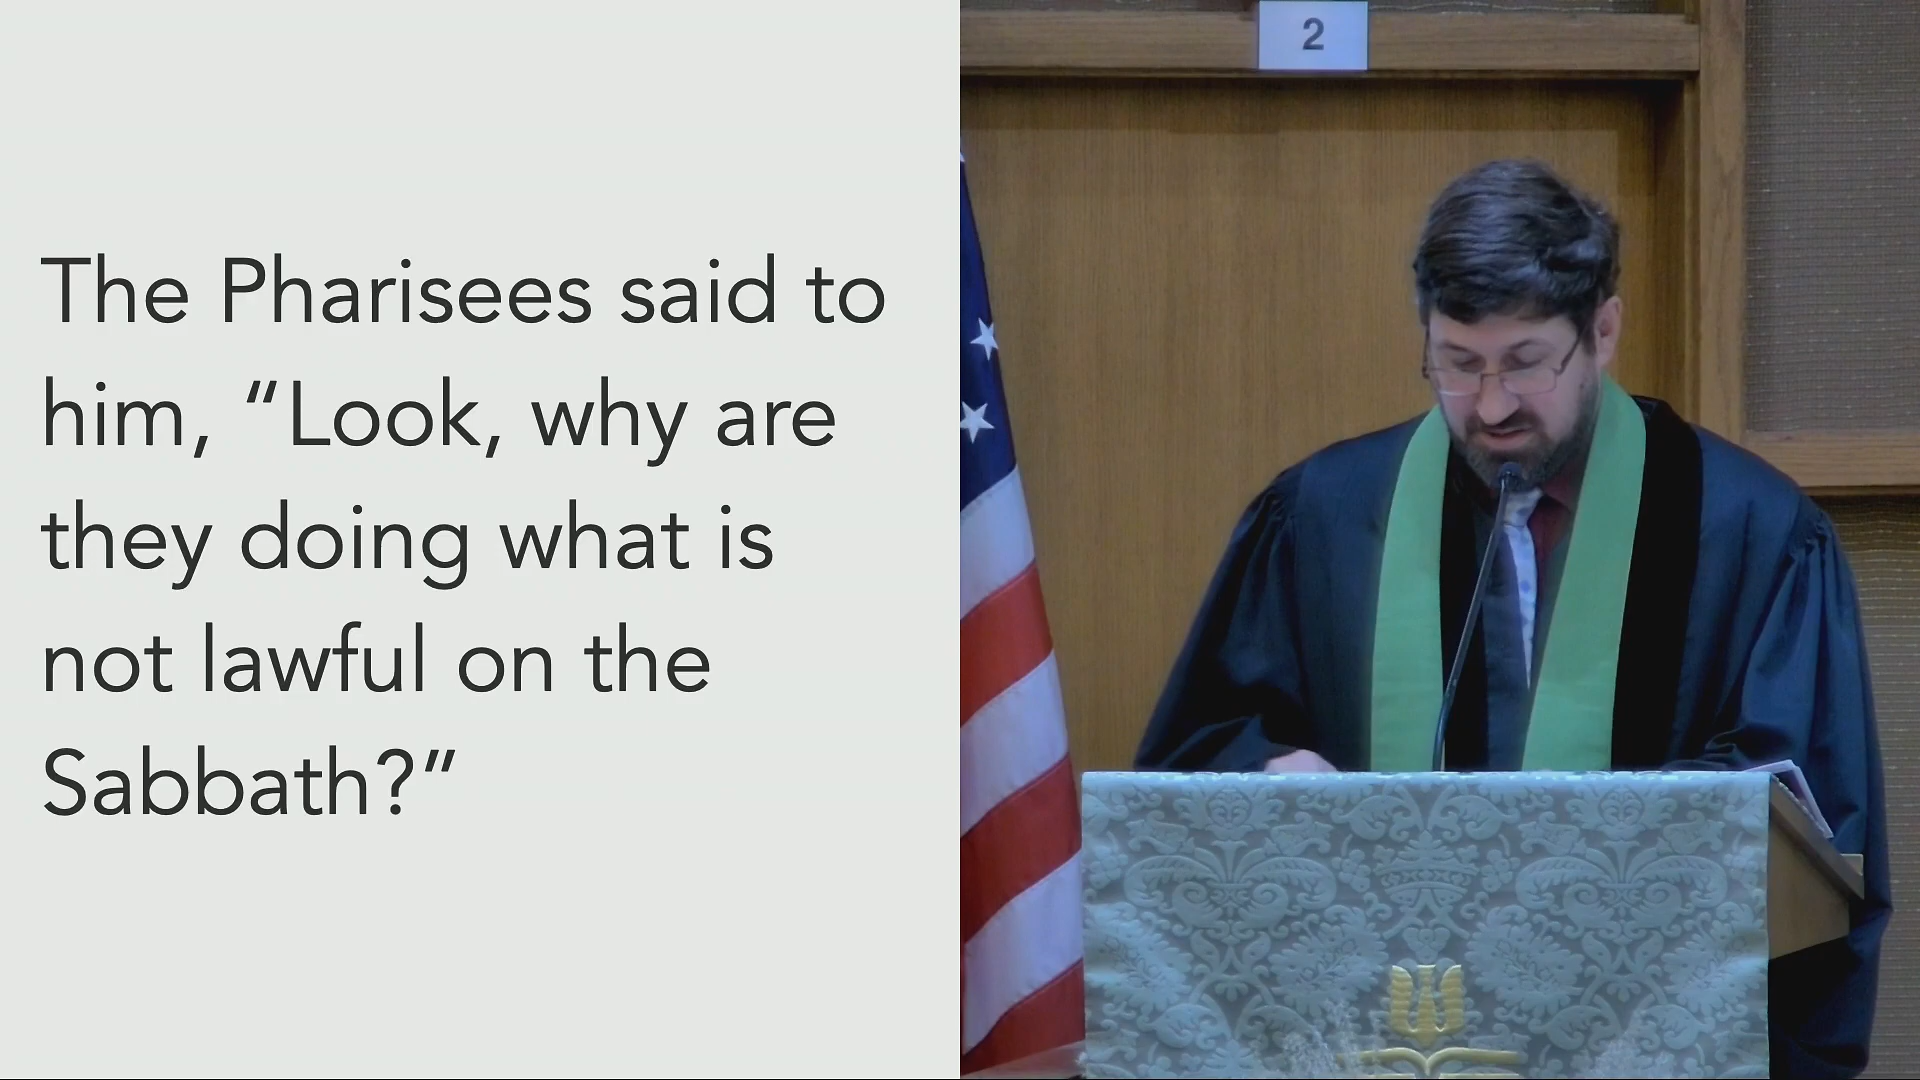 The Pharisees said to
him, “Look, why are
they doing what is
not lawful on the
Sabbath?”
2